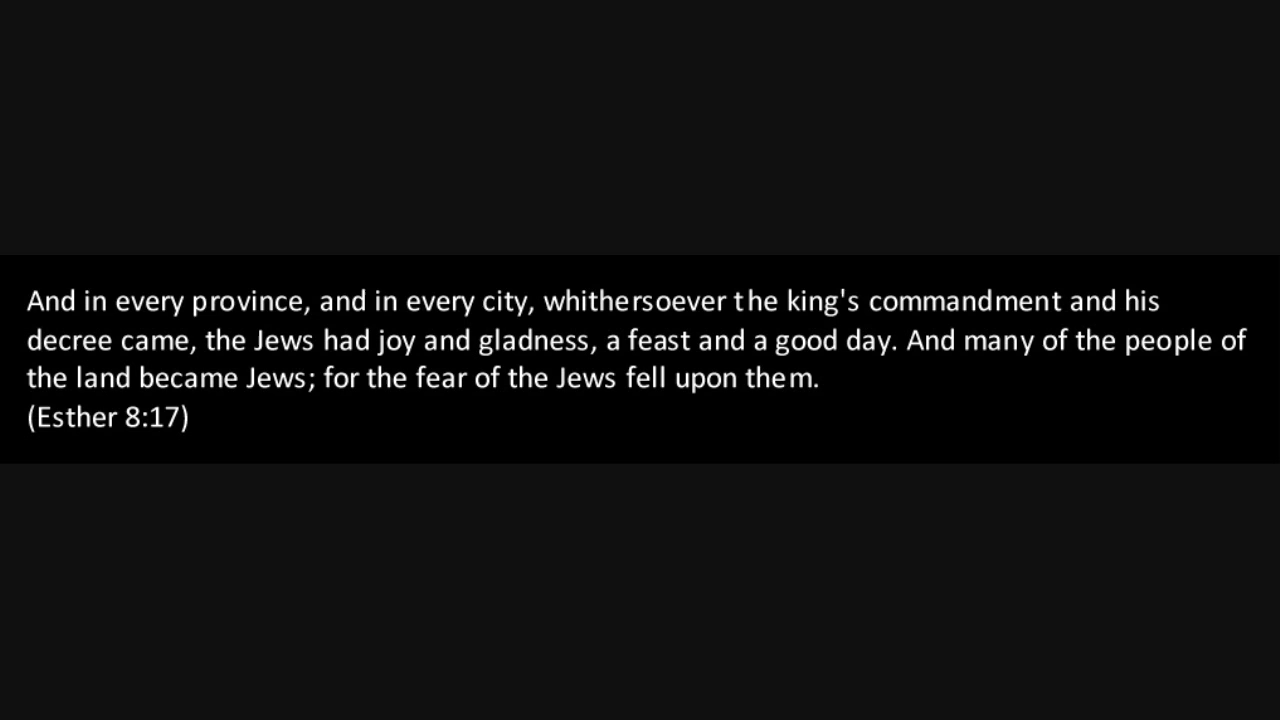 And in every province, and in every city, whithersoever the king's commandment and his
decree came, the Jews had joy and gladness, a feast and a good day. And many of the people of
the land became Jews; for the fear of the Jews fell upon them.
(Esther 8:17)